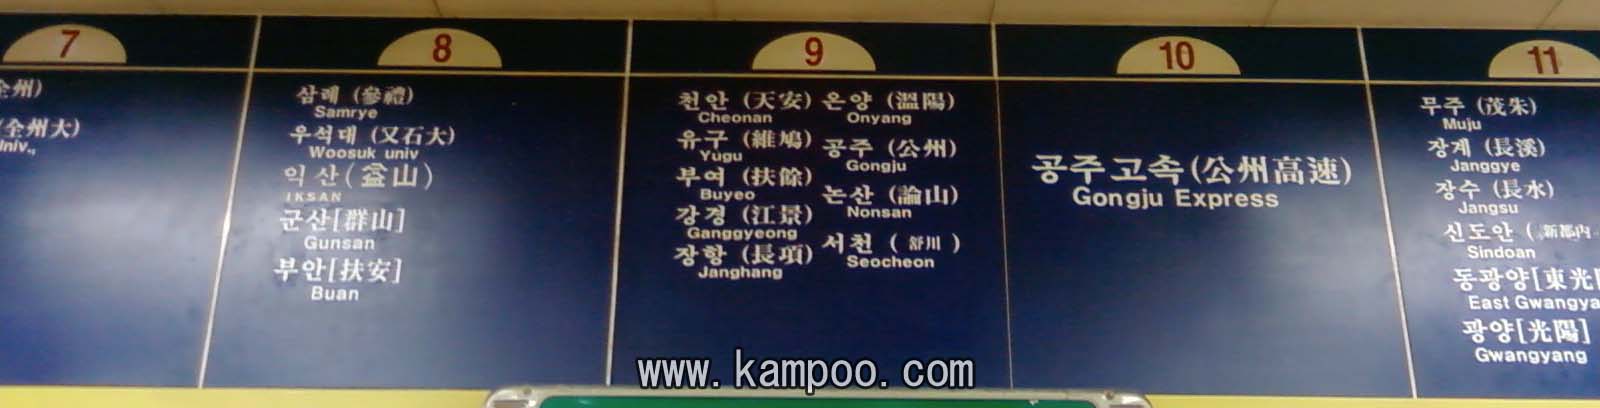 7
全州)
(全州大)
Univ.,
8
삼례 (參禮)
Samrye
우석대 (又石大)
Woosuk univ
익산(益山)
IKSAN
군산[群山]
Gunsan
부안[扶安]
Buan
9
천안 (天安) 온양 (溫陽)
Cheonan Onyang
유구 (維鳩) 공주 (公州)
Yugu Gongju
부여 (扶餘) 논산 (論山)
Buyeo Nonsan
강경 (江景) 서천 ( 舒川 )
Ganggyeong Seocheon
장항 (長項)
Janghang
10
공주고속(公州高速)
Gongju Express
11
무주 (茂朱)
Muju
장계 (長溪)
Janggye
장수 (長水)
Jangsu
신도안 ( 新都内
Sindoan
동광양[東光
East Gwangya
광양[光陽]
Gwangyang
www.kampoo.com